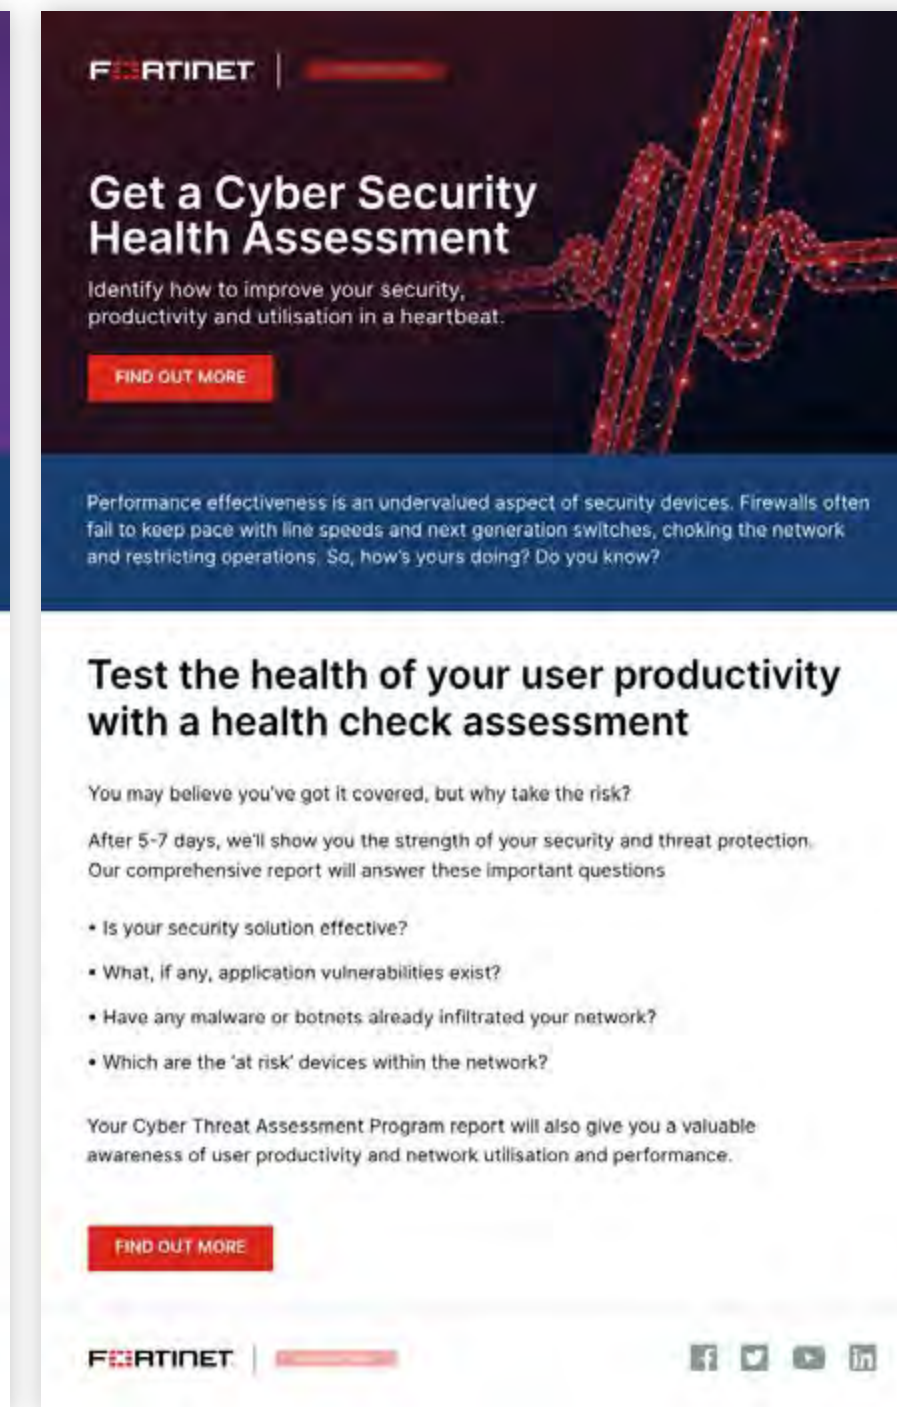 FORTINET
Get a Cyber Security
Health Assessment
Identify how to improve your security,
productivity and utilisation in a heartbeat.
FIND OUT MORE
Performance effectiveness is an undervalued aspect of security devices. Firewalls often
fail to keep pace with line speeds and next generation switches, choking the network
and restricting operations. So, how's yours doing? Do you know?
Test the health of your user productivity
with a health check assessment
You may believe you've got it covered, but why take the risk?
After 5-7 days, we'll show you the strength of your security and threat protection.
Our comprehensive report will answer these important questions
• Is your security solution effective?
• What, if any, application vulnerabilities exist?
• Have any malware or botnets already infiltrated your network?
• Which are the 'at risk' devices within the network?
Your Cyber Threat Assessment Program report will also give you a valuable
awareness of user productivity and network utilisation and performance.
FIND OUT MORE
FORTINET